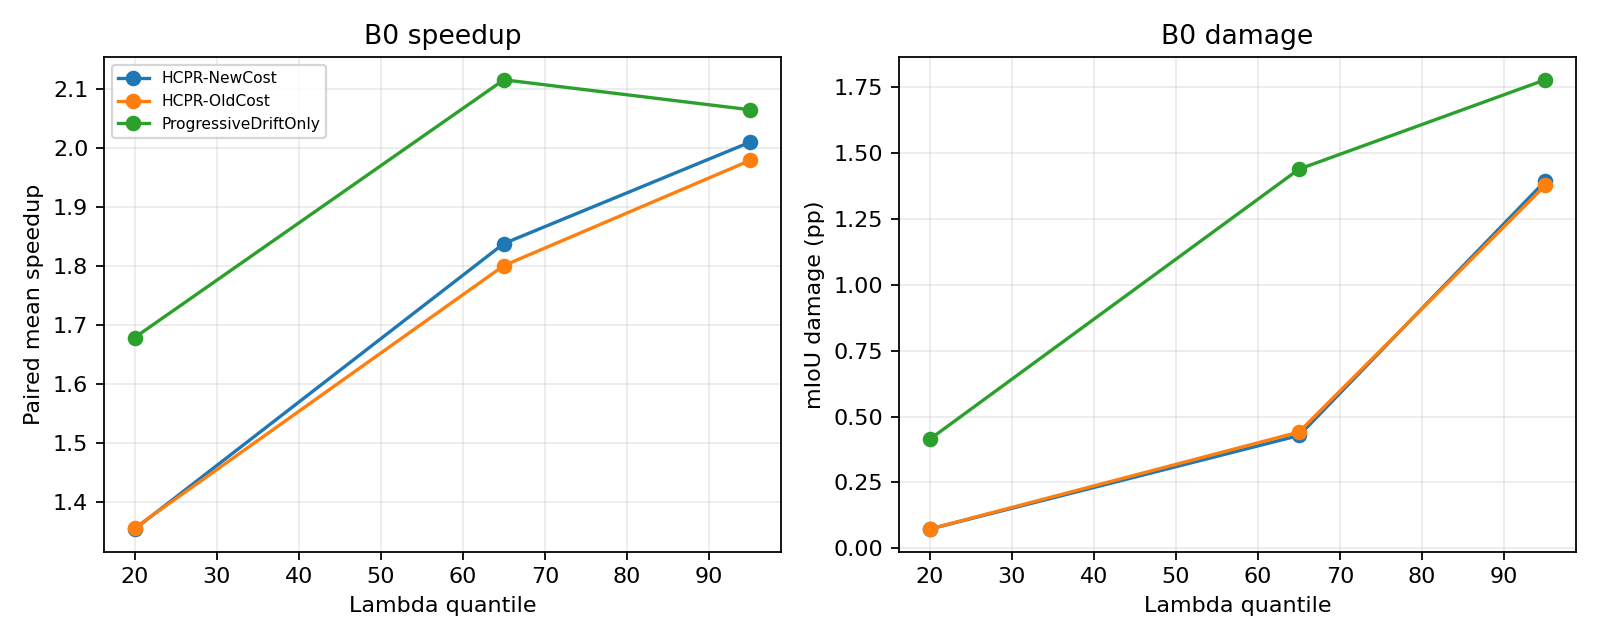 B0 speedup
HCPR-NewCost
HCPR-OldCost
ProgressiveDriftOnly
Paired mean speedup
2.1
2.0
1.9
1.8
1.7
1.6
1.5
1.4
20 30 40 50 60 70 80 90
Lambda quantile
B0 damage
mIoU damage (pp)
1.75
1.50
1.25
1.00
0.75
0.50
0.25
0.00
20 30 40 50 60 70 80 90
Lambda quantile